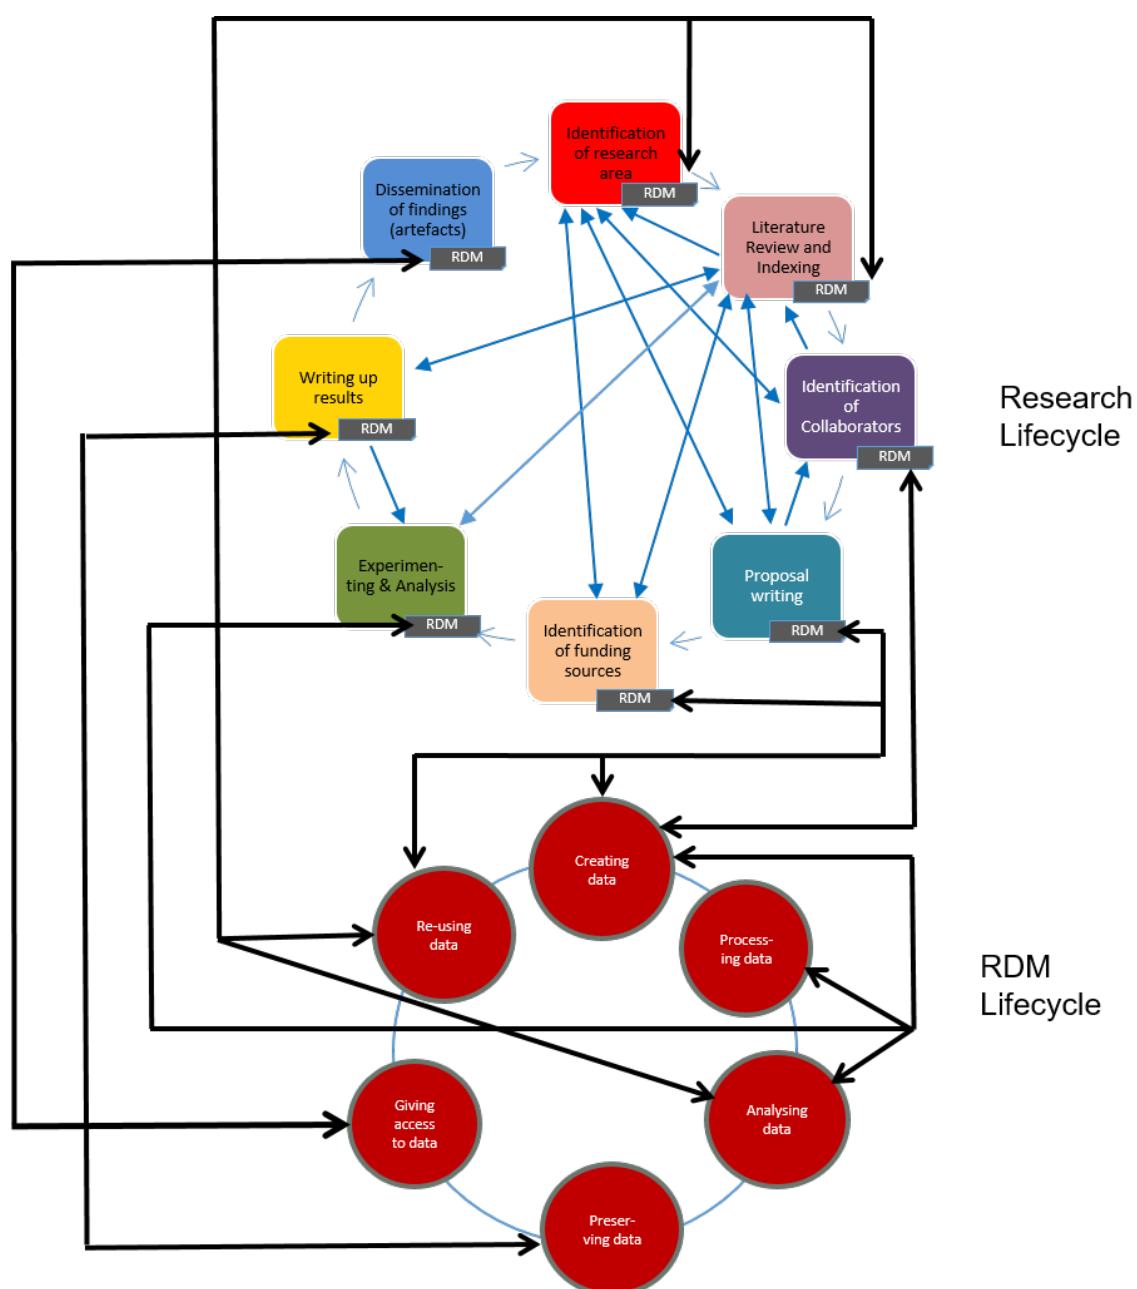 Identification
of research
area
RDM
Dissemination
of findings
(artefacts)
RDM
Literature
Review and
Indexing
RDM
Writing up
results
RDM
Identification
of
Collaborators
RDM
Research
Lifecycle
Experimen-
ting & Analysis
RDM
Proposal
writing
RDM
Identification
of funding
sources
RDM
Creating
data
Re-using
data
Process-
ing data
RDM
Lifecycle
Giving
access
to data
Analysing
data
Preser-
ving data